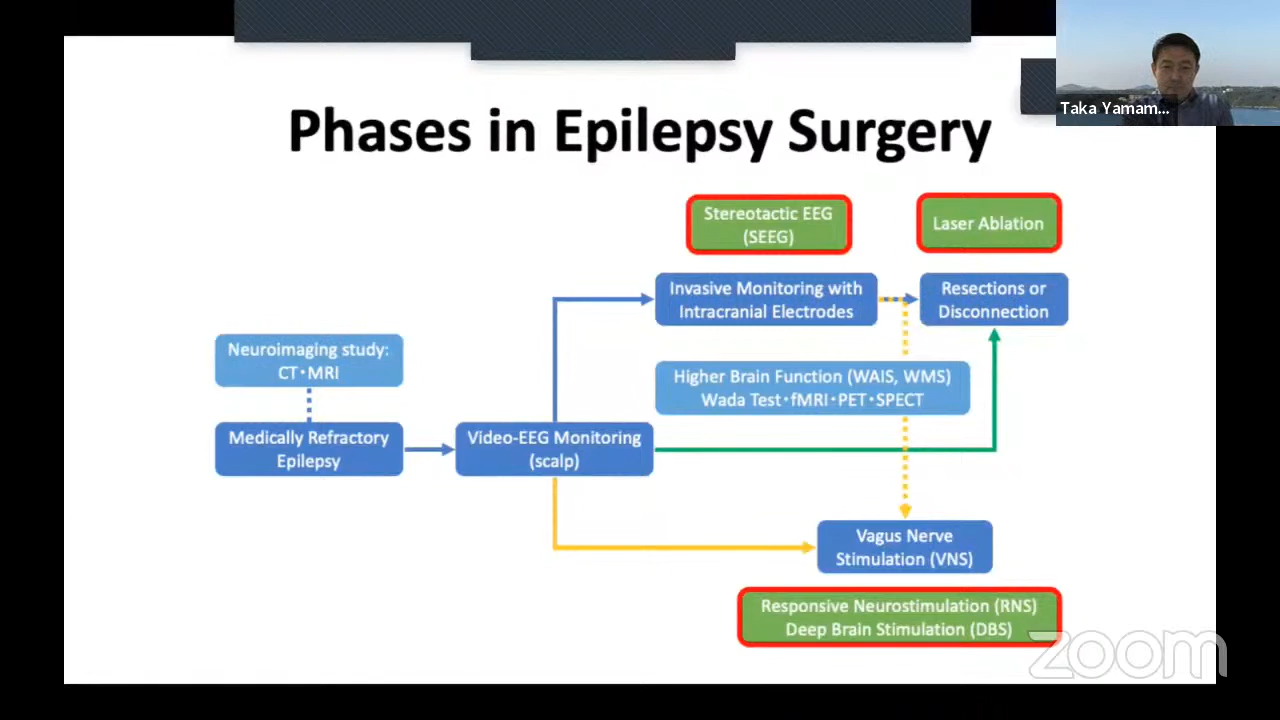 Taka Yamam...
Phases in Epilepsy Surgery
Stereotactic EEG
(SEEG)
Laser Ablation
Invasive Monitoring with
Intracranial Electrodes
Resections or
Disconnection
Neuroimaging study:
CT・MRI
Higher Brain Function (WAIS, WMS)
Wada Test・fMRI・PET・SPECT
Medically Refractory
Epilepsy
Video-EEG Monitoring
(scalp)
Vagus Nerve
Stimulation (VNS)
Responsive Neurostimulation (RNS)
Deep Brain Stimulation (DBS)
zoom